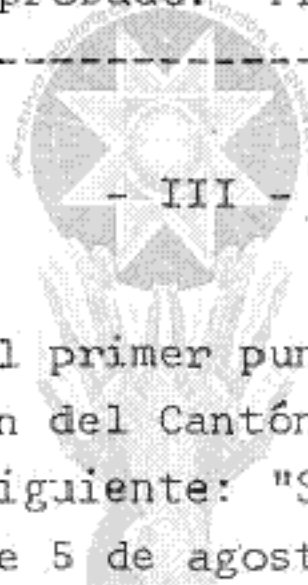 - III -
l primer pun
n del Cantón
iguiente: "S
e 5 de agost